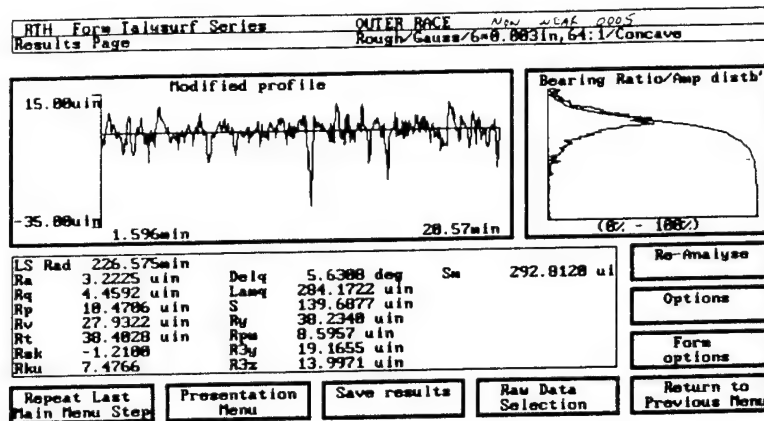 RTH Form Talysurf Series
Results Page
OUTER RACE NON WEAR 0005
Rough/Gauss/6=0.003in,64:1/Concave
Modified profile
15.00uin
-35.00uin
1.596min
20.57min
Bearing Ratio/Amp distb'
(0% - 100%)
LS Rad 226.575min
Ra 3.2225 uin
Rq 4.4592 uin
Rp 10.4706 uin
Rv 27.9322 uin
Rt 38.4028 uin
Rsk -1.2100
Rku 7.4766
Delq 5.6308 deg
Lamq 284.1722 uin
S 139.6877 uin
Ry 38.2340 uin
Rpm 8.5957 uin
R3y 19.1655 uin
R3z 13.9971 uin
Sm 292.8120 ui
Re-Analyse
Options
Form
options
Repeat Last
Main Menu Step
Presentation
Menu
Save results
Raw Data
Selection
Return to
Previous Menu